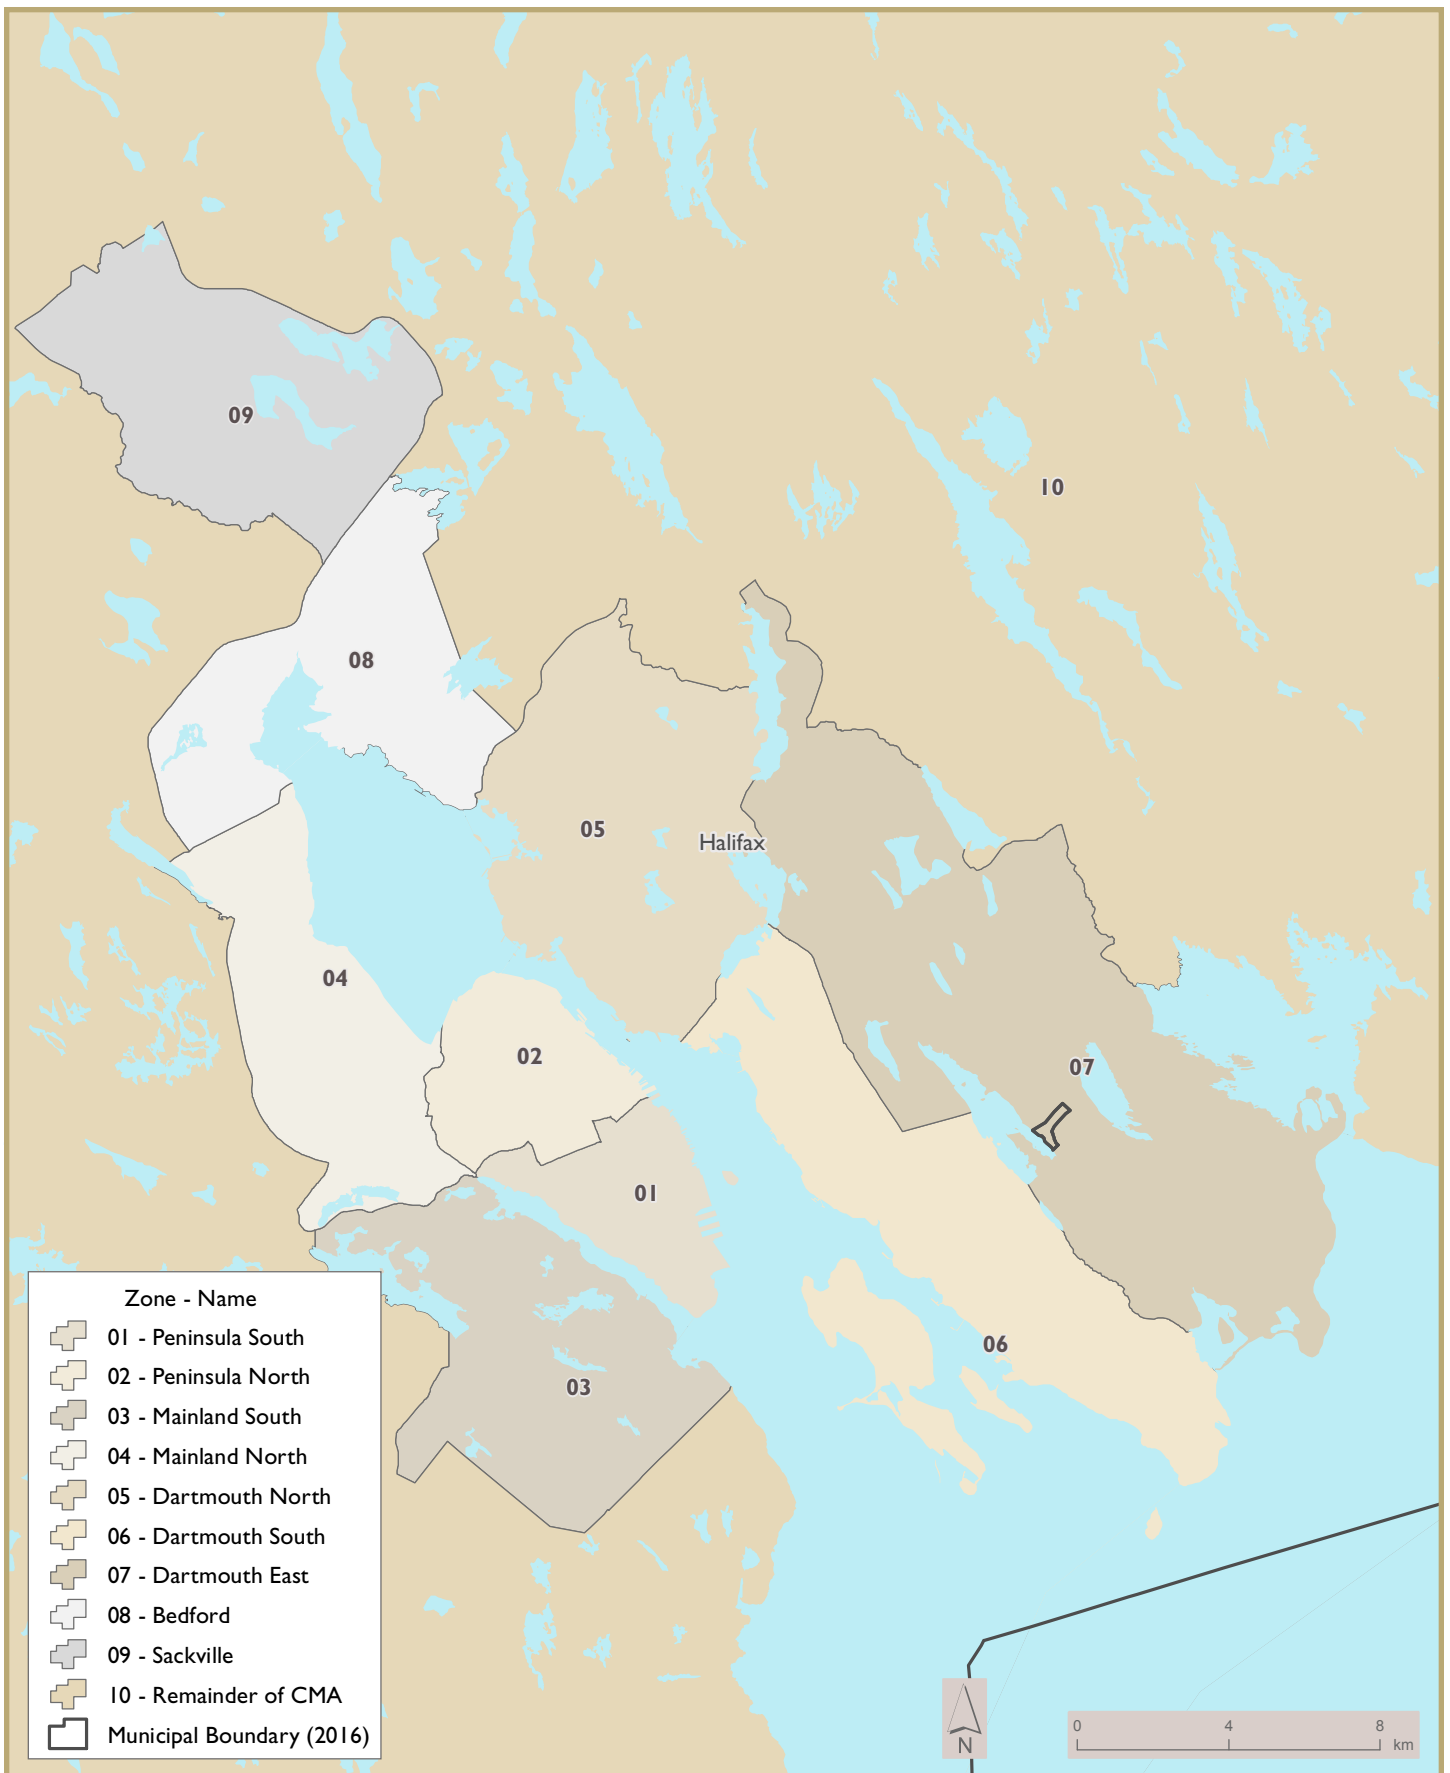 09
10
08
05
Halifax
04
02
07
01
06
03
Zone - Name
01 - Peninsula South
02 - Peninsula North
03 - Mainland South
04 - Mainland North
05 - Dartmouth North
06 - Dartmouth South
07 - Dartmouth East
08 - Bedford
09 - Sackville
10 - Remainder of CMA
Municipal Boundary (2016)
N
0 4 8
km